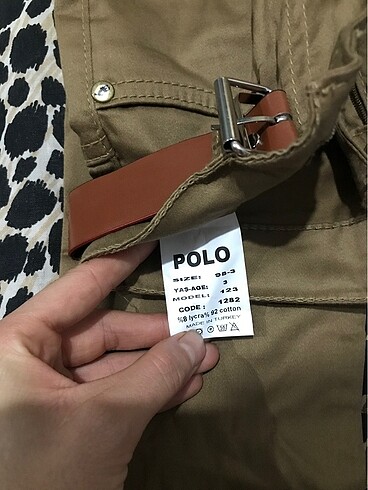 POLO
SIZE: 98-3
YAŞ-AGE: 3
MODEL: 123
CODE: 1282
%8 lycra% 92 cotton
MADE IN TURKEY